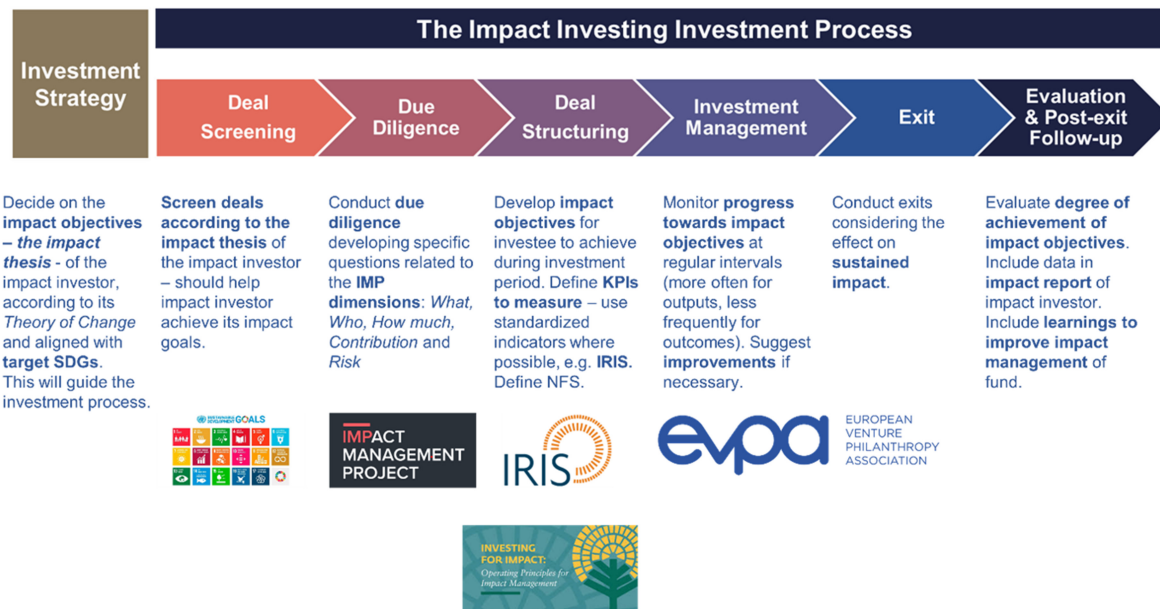 The Impact Investing Investment Process
Investment
Strategy
Deal
Screening
Due
Diligence
Deal
Structuring
Investment
Management
Exit
Evaluation
& Post-exit
Follow-up
Decide on the
impact objectives
– the impact
thesis - of the
impact investor,
according to its
Theory of Change
and aligned with
target SDGs.
This will guide the
investment process.
Screen deals
according to the
impact thesis of
the impact investor
– should help
impact investor
achieve its impact
goals.
Conduct due
diligence
developing specific
questions related to
the IMP
dimensions: What,
Who, How much,
Contribution and
Risk
Develop impact
objectives for
investee to achieve
during investment
period. Define KPIs
to measure – use
standardized
indicators where
possible, e.g. IRIS.
Define NFS.
Monitor progress
towards impact
objectives at
regular intervals
(more often for
outputs, less
frequently for
outcomes). Suggest
improvements if
necessary.
Conduct exits
considering the
effect on
sustained
impact.
Evaluate degree of
achievement of
impact objectives.
Include data in
impact report of
impact investor.
Include learnings to
improve impact
management of
fund.
GOALS
IMPACT
MANAGEMENT
PROJECT
IRIS
evpa
EUROPEAN
VENTURE
PHILANTHROPY
ASSOCIATION
INVESTING
FOR IMPACT:
Operating Principles for
Impact Management